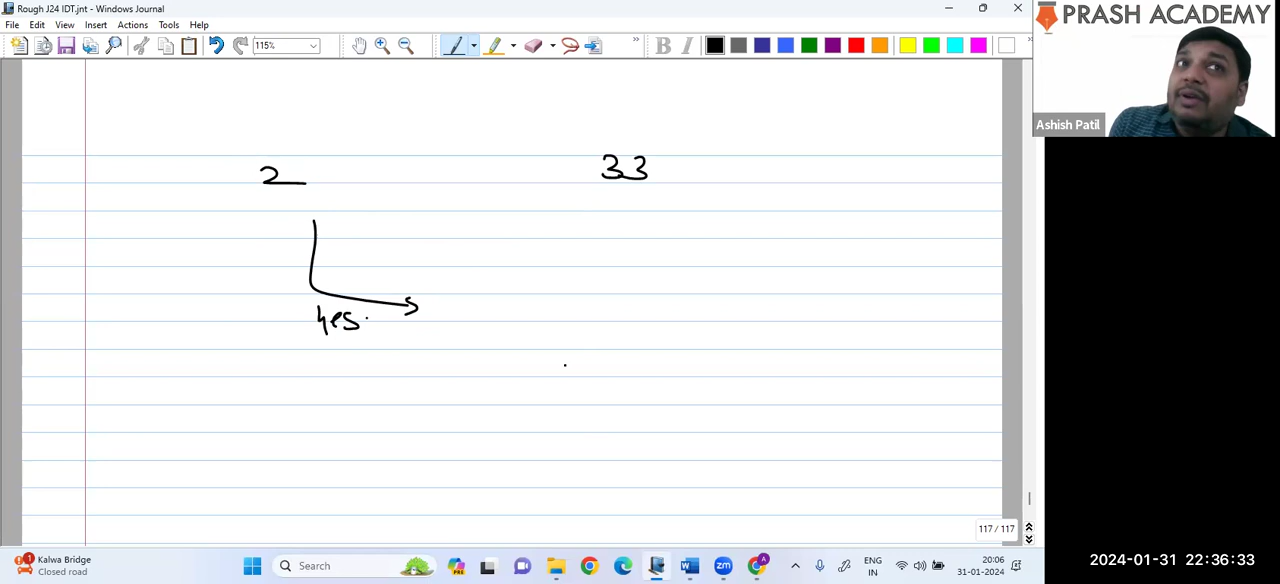 Rough J24 IDT.jnt - Windows Journal
File Edit View Insert Actions Tools Help
115%
PRASH ACADEMY
Ashish Patil
2 33
Yes
117 / 117
Kalwa Bridge
Closed road
Search
PRE
zm
A
ENG
IN
20:06
31-01-2024
2024-01-31 22:36:33